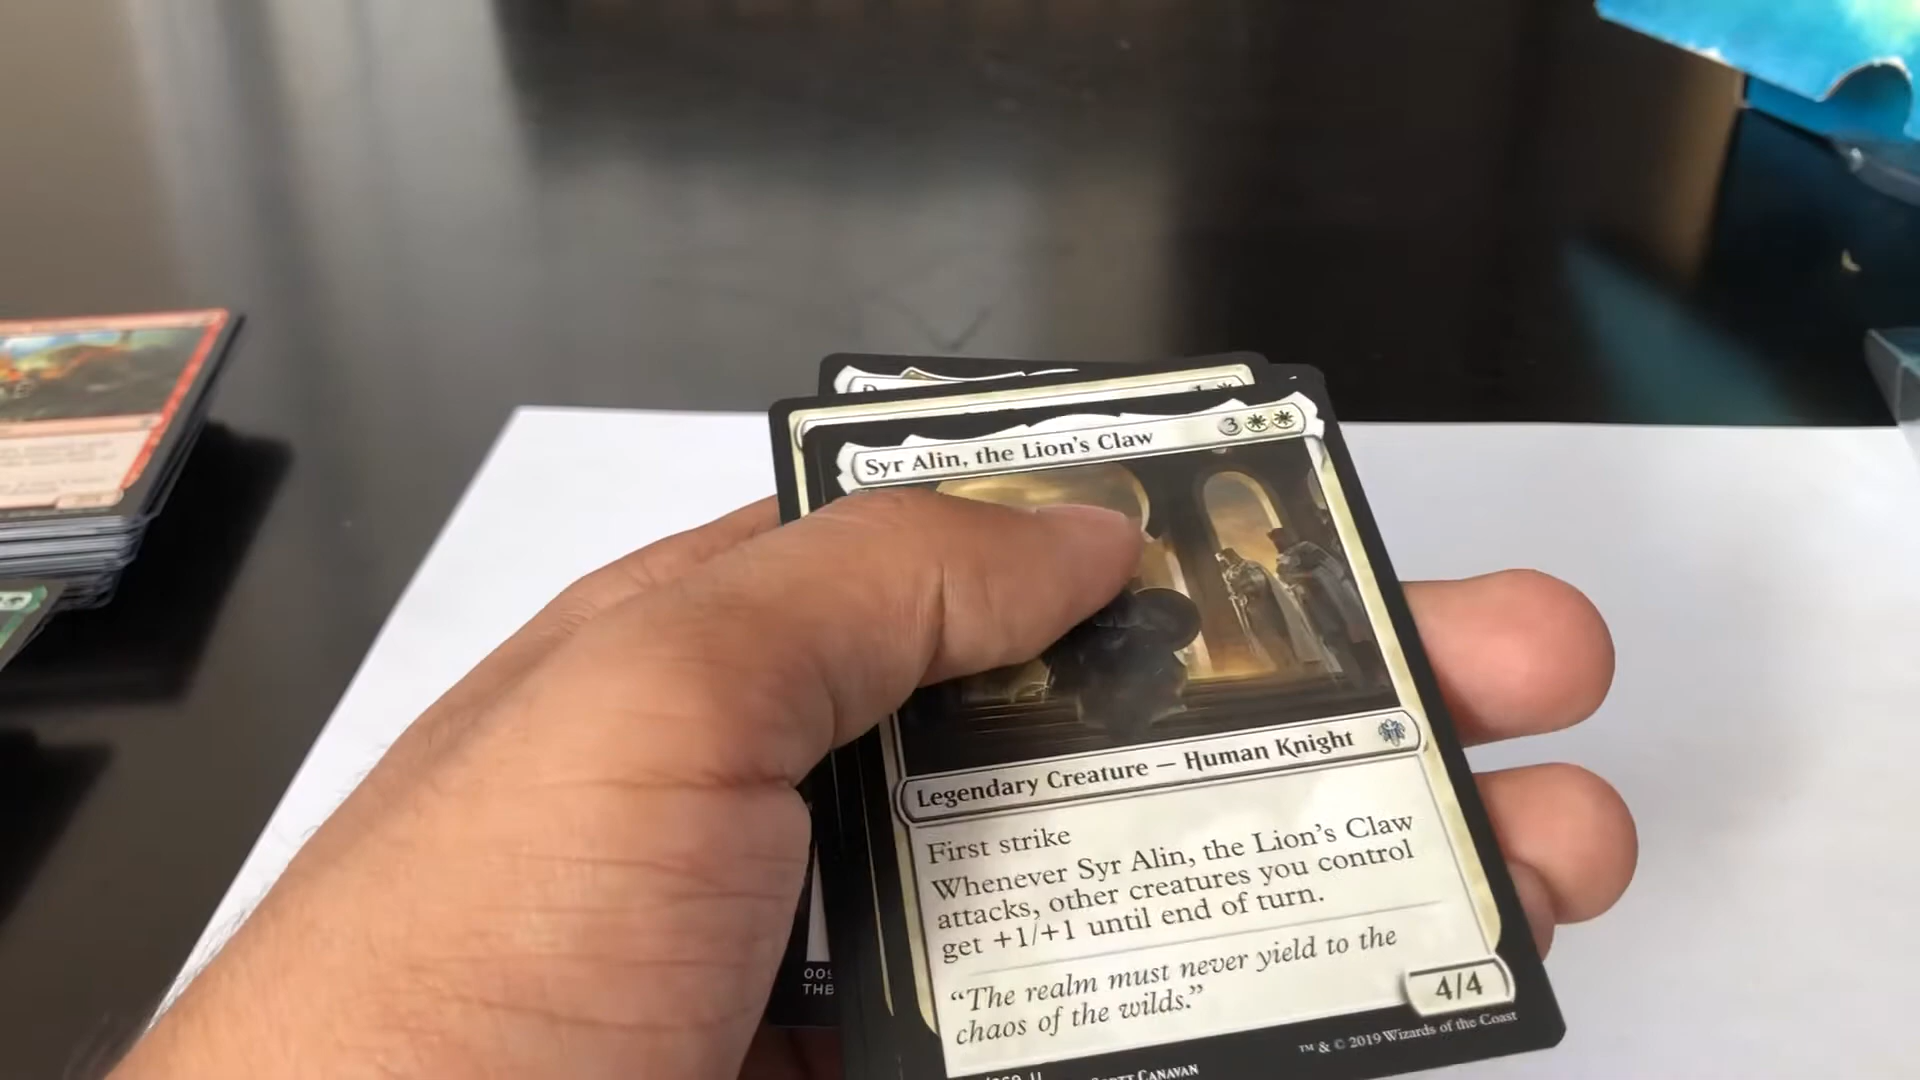 Syr Alin, the Lion's Claw 3
Legendary Creature — Human Knight
First strike
Whenever Syr Alin, the Lion's Claw
attacks, other creatures you control
get +1/+1 until end of turn.
"The realm must never yield to the
chaos of the wilds."
4/4
™ & © 2019 Wizards of the Coast
CANAVAN
THE